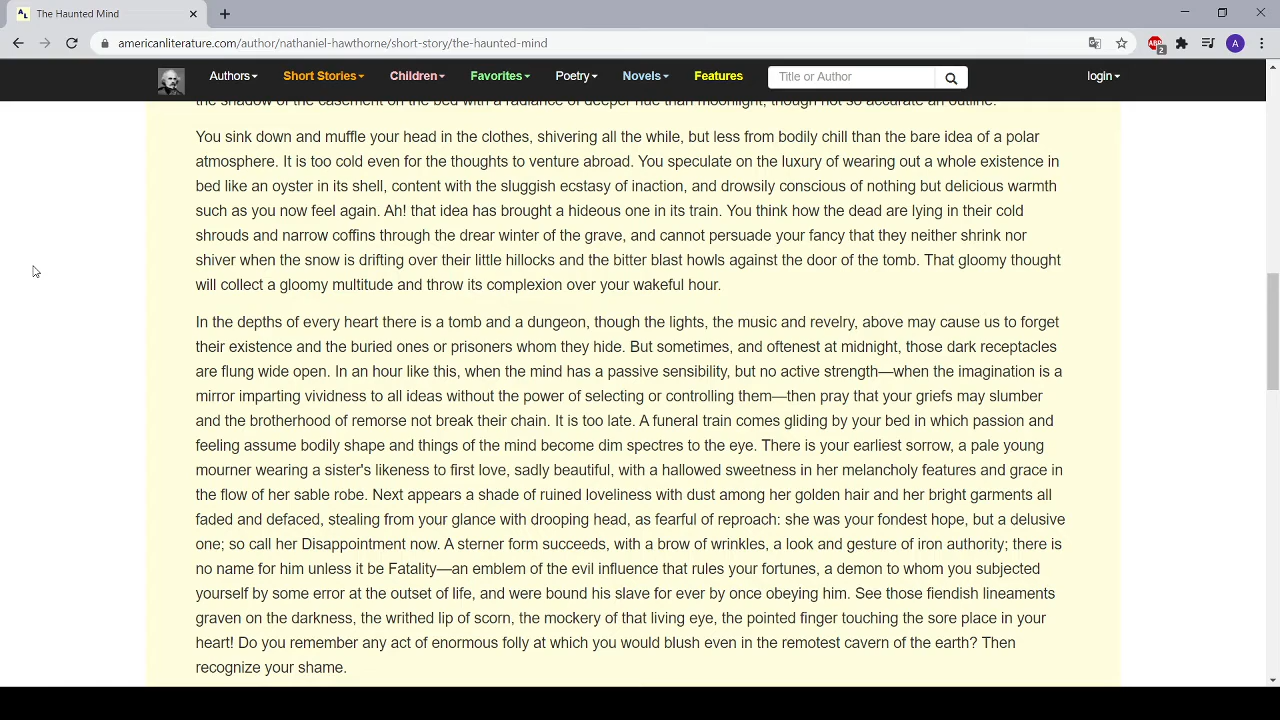 The Haunted Mind
americanliterature.com/author/nathaniel-hawthorne/short-story/the-haunted-mind
2
A
Authors
Short Stories
Children
Favorites
Poetry
Novels
Features
Title or Author
login
the shadow of the casement on the bed with a radiance of deeper hue than moonlight, though not so accurate an outline.
You sink down and muffle your head in the clothes, shivering all the while, but less from bodily chill than the bare idea of a polar
atmosphere. It is too cold even for the thoughts to venture abroad. You speculate on the luxury of wearing out a whole existence in
bed like an oyster in its shell, content with the sluggish ecstasy of inaction, and drowsily conscious of nothing but delicious warmth
such as you now feel again. Ah! that idea has brought a hideous one in its train. You think how the dead are lying in their cold
shrouds and narrow coffins through the drear winter of the grave, and cannot persuade your fancy that they neither shrink nor
shiver when the snow is drifting over their little hillocks and the bitter blast howls against the door of the tomb. That gloomy thought
will collect a gloomy multitude and throw its complexion over your wakeful hour.
In the depths of every heart there is a tomb and a dungeon, though the lights, the music and revelry, above may cause us to forget
their existence and the buried ones or prisoners whom they hide. But sometimes, and oftenest at midnight, those dark receptacles
are flung wide open. In an hour like this, when the mind has a passive sensibility, but no active strength—when the imagination is a
mirror imparting vividness to all ideas without the power of selecting or controlling them—then pray that your griefs may slumber
and the brotherhood of remorse not break their chain. It is too late. A funeral train comes gliding by your bed in which passion and
feeling assume bodily shape and things of the mind become dim spectres to the eye. There is your earliest sorrow, a pale young
mourner wearing a sister's likeness to first love, sadly beautiful, with a hallowed sweetness in her melancholy features and grace in
the flow of her sable robe. Next appears a shade of ruined loveliness with dust among her golden hair and her bright garments all
faded and defaced, stealing from your glance with drooping head, as fearful of reproach: she was your fondest hope, but a delusive
one; so call her Disappointment now. A sterner form succeeds, with a brow of wrinkles, a look and gesture of iron authority; there is
no name for him unless it be Fatality—an emblem of the evil influence that rules your fortunes, a demon to whom you subjected
yourself by some error at the outset of life, and were bound his slave for ever by once obeying him. See those fiendish lineaments
graven on the darkness, the writhed lip of scorn, the mockery of that living eye, the pointed finger touching the sore place in your
heart! Do you remember any act of enormous folly at which you would blush even in the remotest cavern of the earth? Then
recognize your shame.